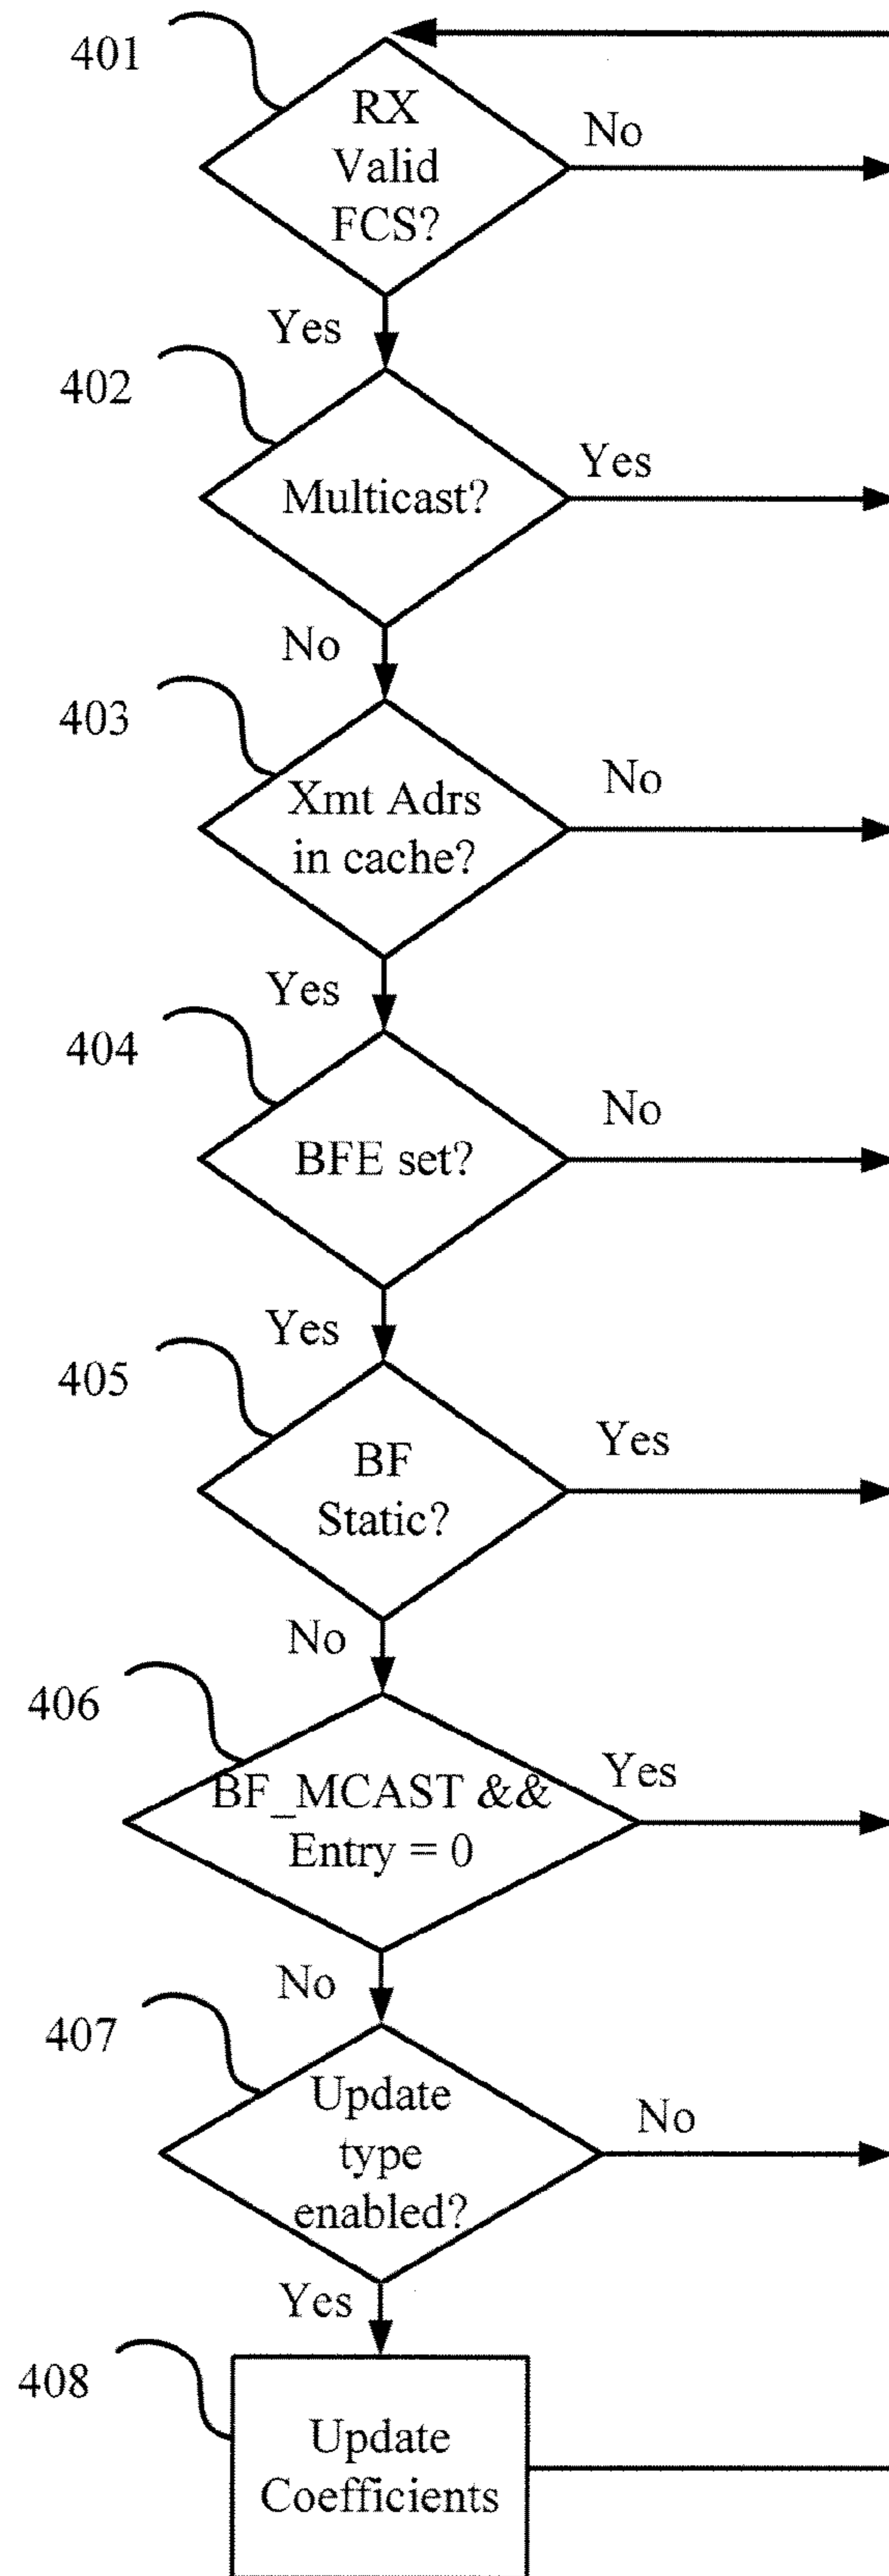 401
RX
Valid
FCS?
No
Yes
402
Multicast?
Yes
No
403
Xmt Adrs
in cache?
No
Yes
404
BFE set?
No
Yes
405
BF
Static?
Yes
No
406
BF_MCAST &&
Entry = 0
Yes
No
407
Update
type
enabled?
No
Yes
408
Update
Coefficients